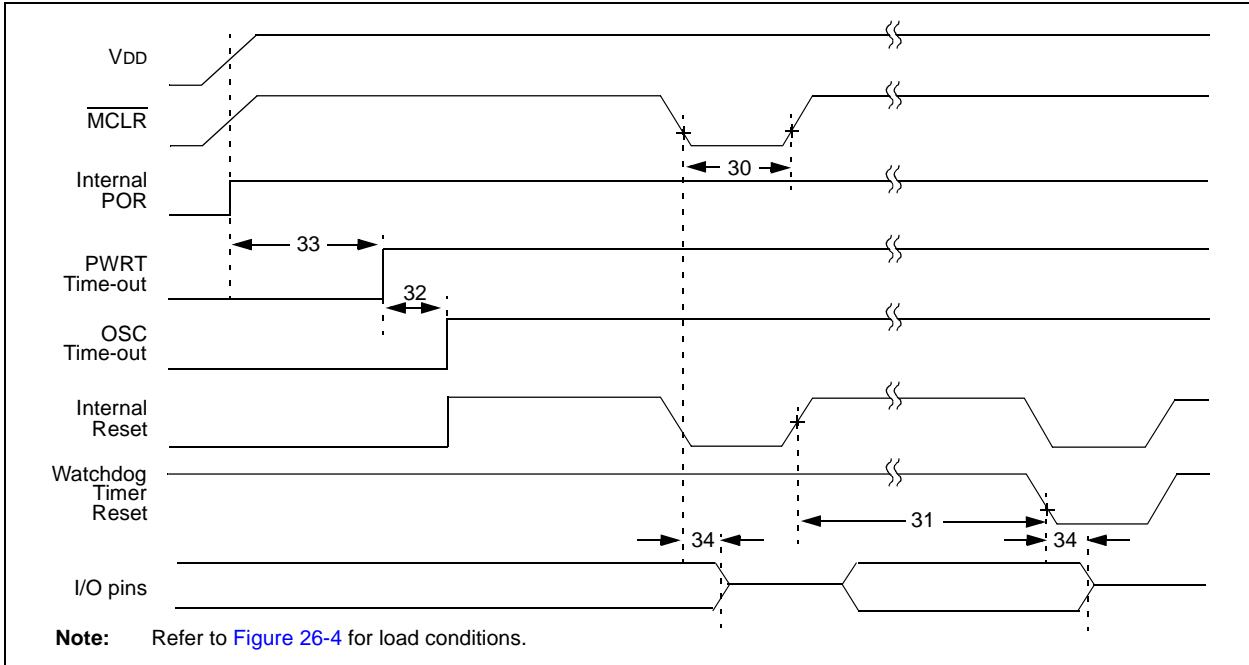 VDD
MCLR
30
Internal
POR
33
PWRT
Time-out
32
OSC
Time-out
Internal
Reset
Watchdog
Timer
Reset
31
34
34
I/O pins
Note: Refer to Figure 26-4 for load conditions.